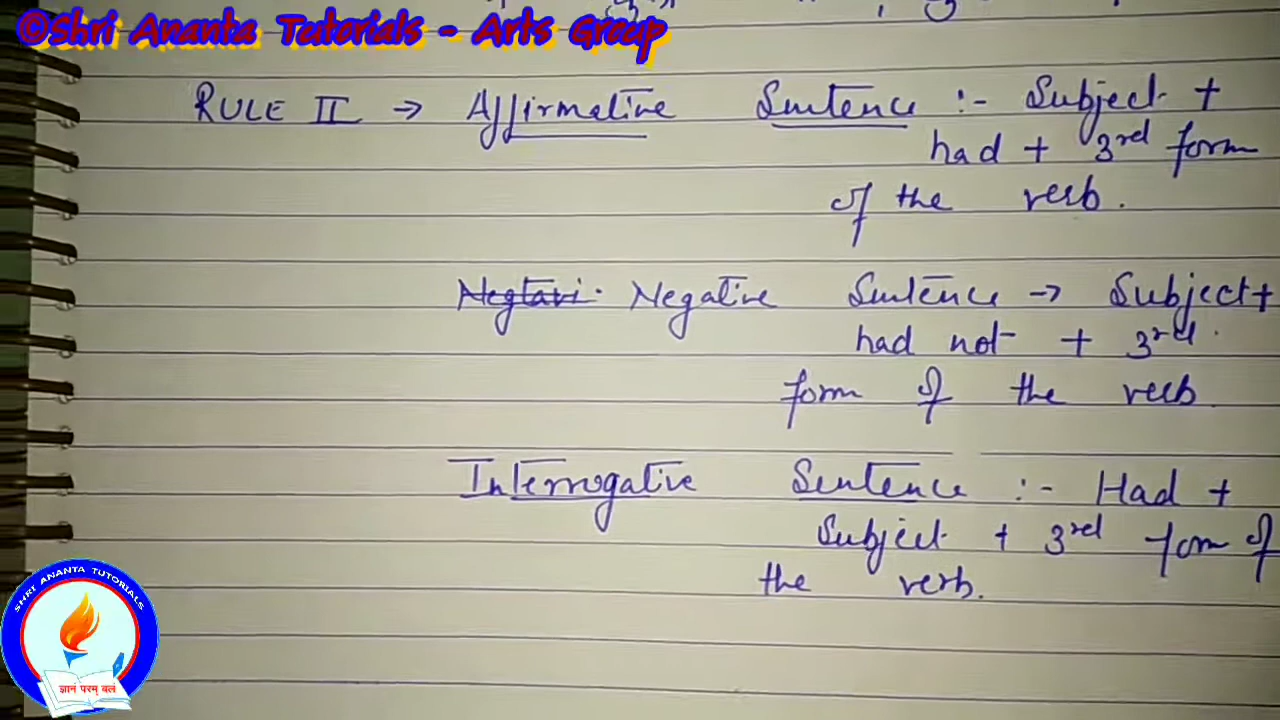 ©Shri Ananta Tutorials - Arts Group
RULE II → Affirmative Sentence :- Subject +
had + 3rd form
of the verb.
Neglavi. Negative Sentence → Subject +
had not + 3rd
form of the verb
Interrogative Sentence :- Had +
Subject + 3rd form of
the verb.
SHRI ANANTA TUTORIALS
ज्ञानं परमं बलं